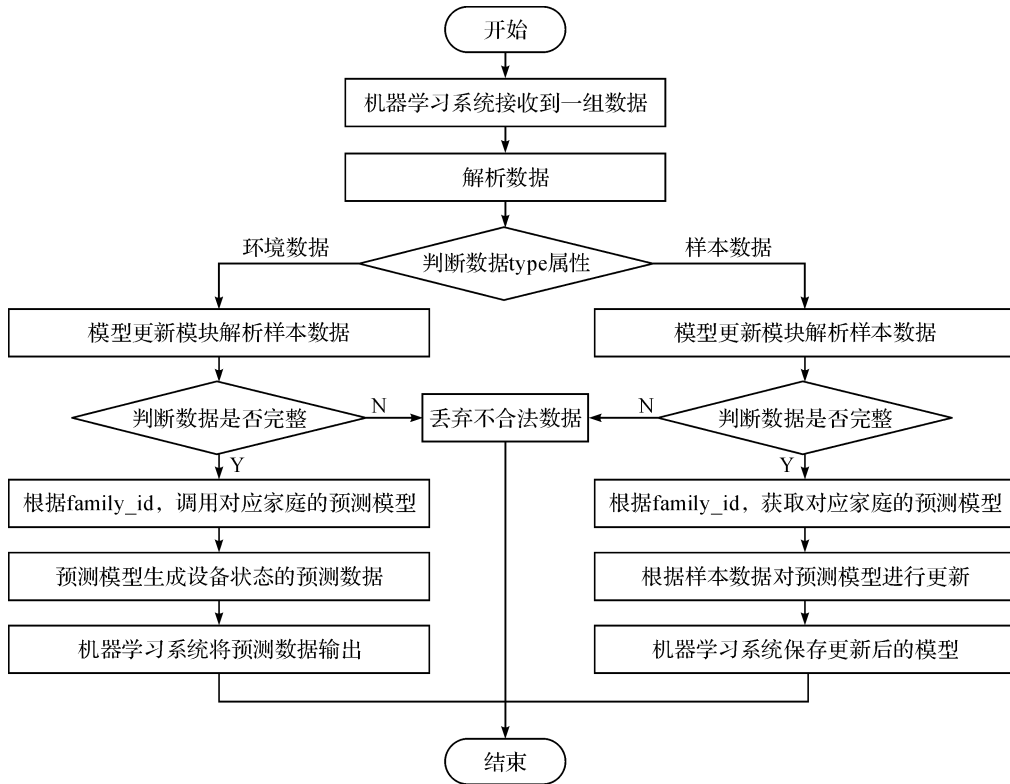 开始
机器学习系统接收到一组数据
解析数据
环境数据
判断数据type属性
样本数据
模型更新模块解析样本数据
模型更新模块解析样本数据
判断数据是否完整
N
丢弃不合法数据
N
判断数据是否完整
Y
Y
根据family_id，调用对应家庭的预测模型
根据family_id，获取对应家庭的预测模型
预测模型生成设备状态的预测数据
根据样本数据对预测模型进行更新
机器学习系统将预测数据输出
机器学习系统保存更新后的模型
结束